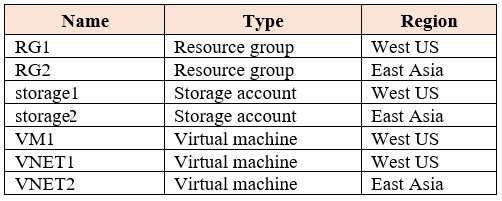 Name Type Region
RG1 Resource group West US
RG2 Resource group East Asia
storage1 Storage account West US
storage2 Storage account East Asia
VM1 Virtual machine West US
VNET1 Virtual machine West US
VNET2 Virtual machine East Asia